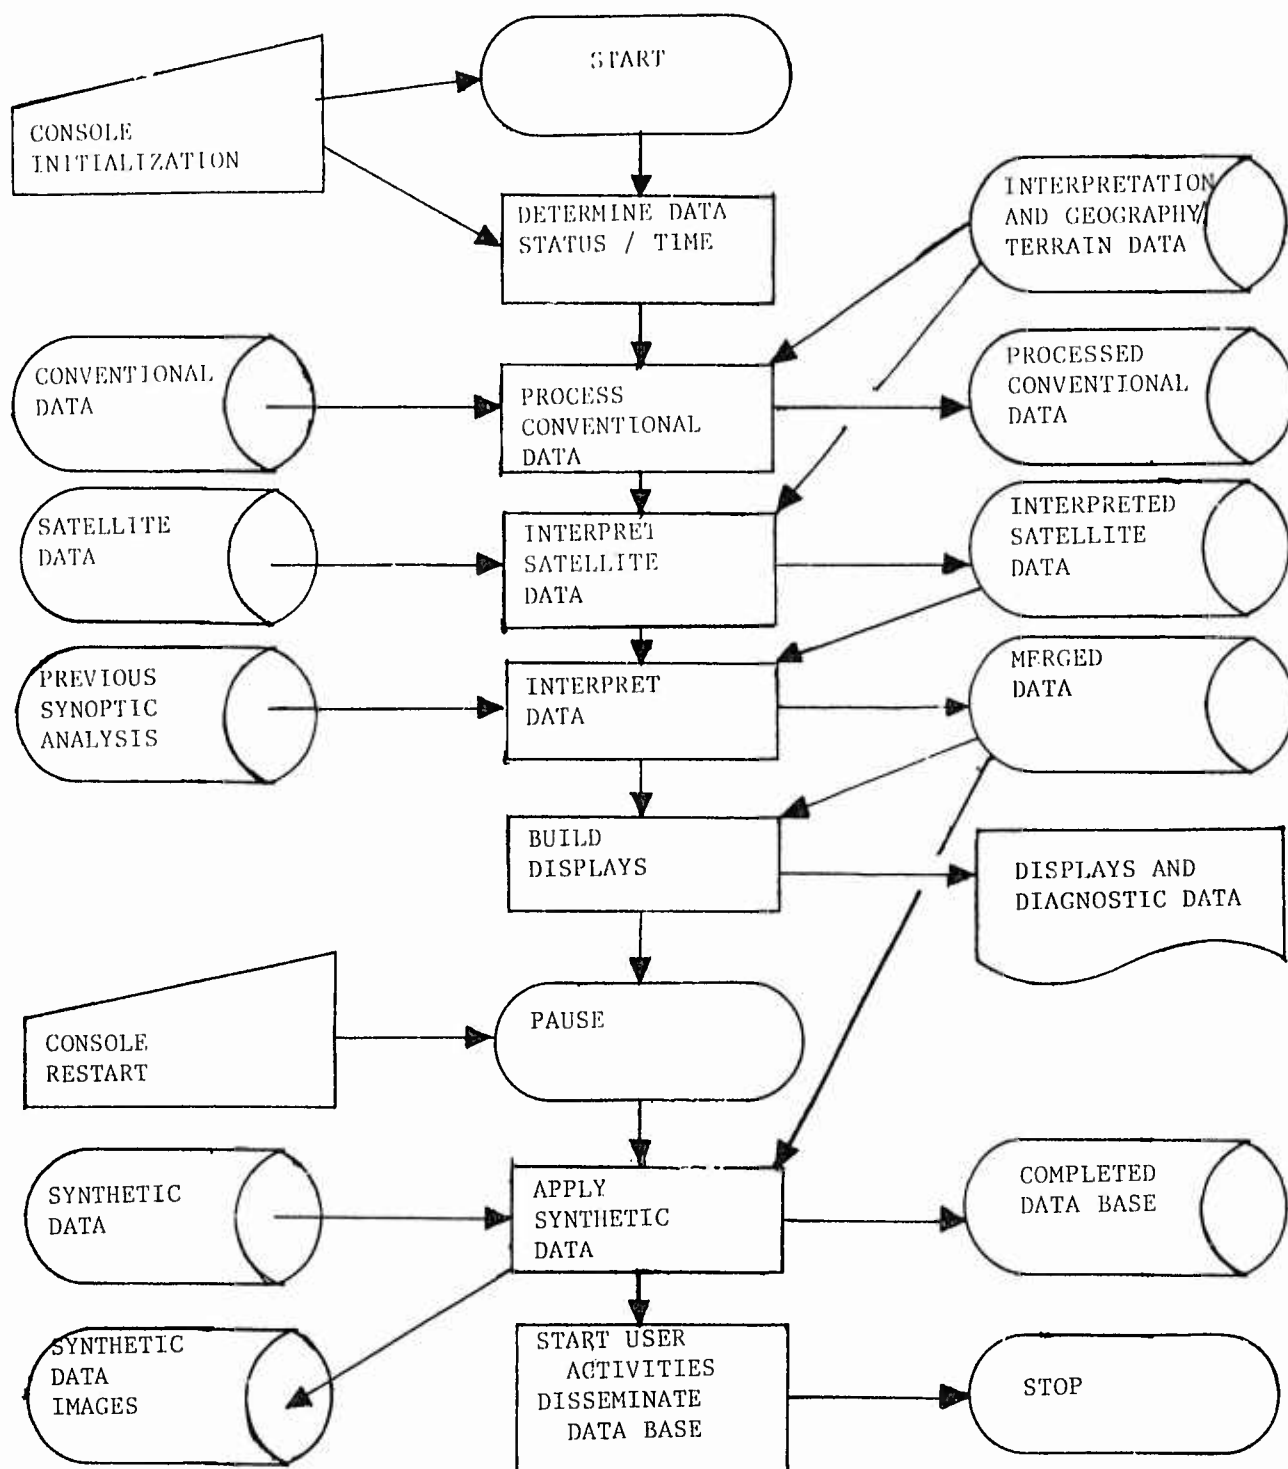 START
CONSOLE
INITIALIZATION
DETERMINE DATA
STATUS / TIME
INTERPRETATION
AND GEOGRAPHY/
TERRAIN DATA
CONVENTIONAL
DATA
PROCESS
CONVENTIONAL
DATA
PROCESSED
CONVENTIONAL
DATA
SATELLITE
DATA
INTERPRET
SATELLITE
DATA
INTERPRETED
SATELLITE
DATA
PREVIOUS
SYNOPTIC
ANALYSIS
INTERPRET
DATA
MERGED
DATA
BUILD
DISPLAYS
DISPLAYS AND
DIAGNOSTIC DATA
CONSOLE
RESTART
PAUSE
SYNTHETIC
DATA
APPLY
SYNTHETIC
DATA
COMPLETED
DATA BASE
SYNTHETIC
DATA
IMAGES
START USER
ACTIVITIES
DISSEMINATE
DATA BASE
STOP